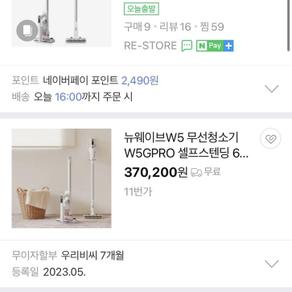 오늘출발
구매 9 · 리뷰 16 · 찜 59
RE-STORE N Pay +
포인트 네이버페이 포인트 2,490원
배송 오늘 16:00까지 주문 시
뉴웨이브W5 무선청소기
W5GPRO 셀프스텐딩 6...
370,200원 무료
11번가
무이자할부 우리비씨 7개월
등록일 2023.05.